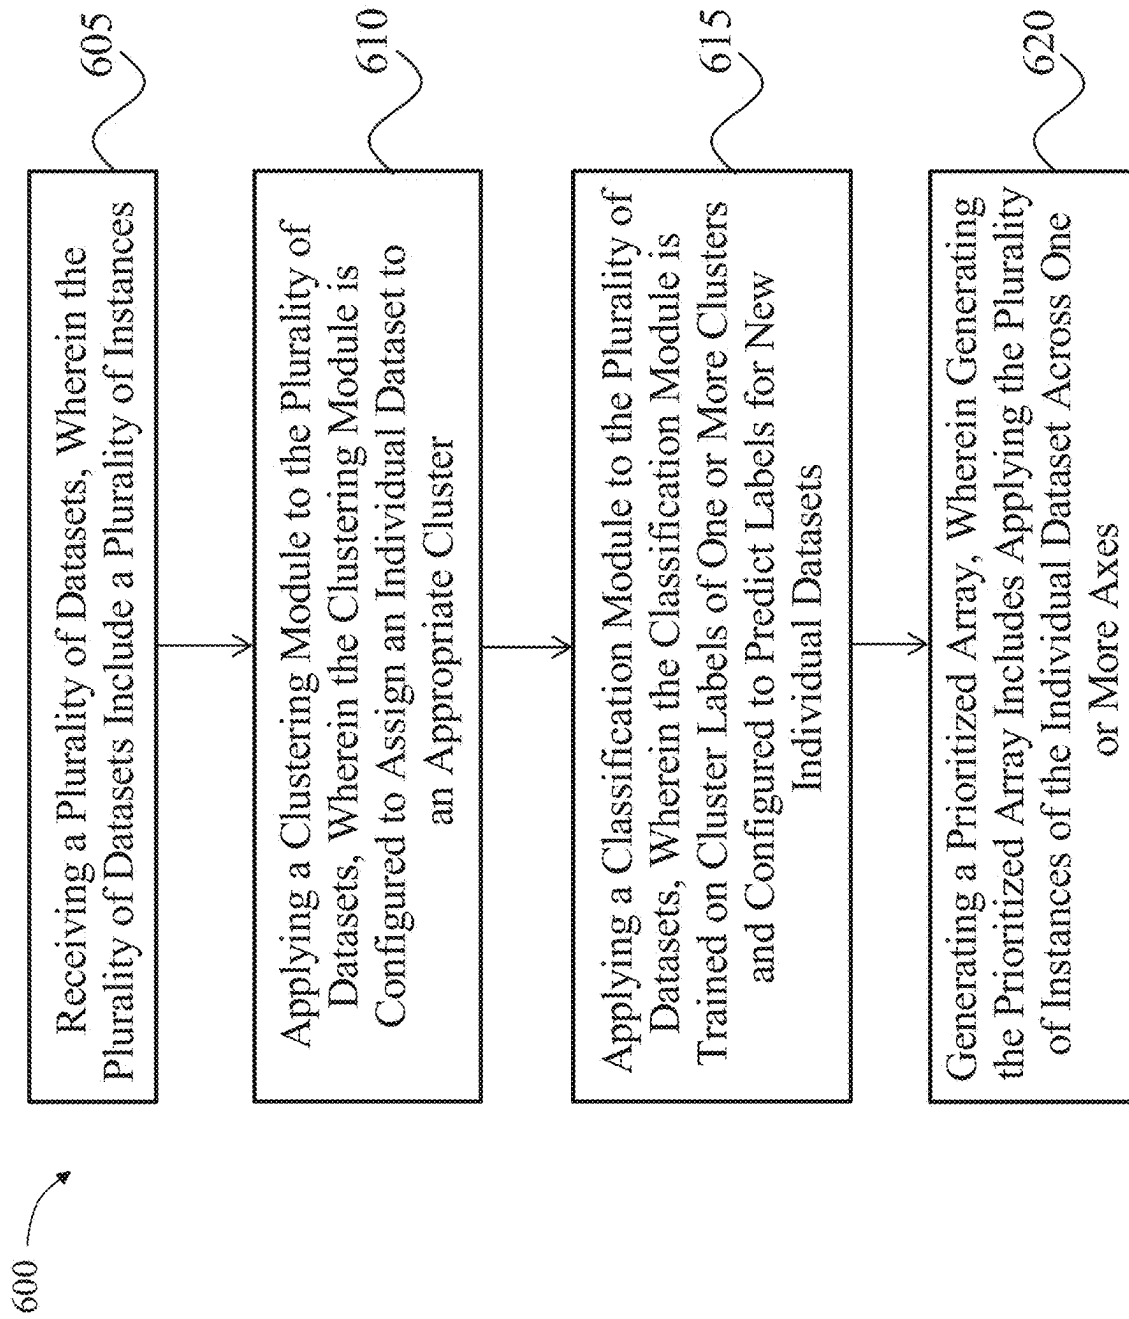 600
605
Receiving a Plurality of Datasets, Wherein the
Plurality of Datasets Include a Plurality of Instances
610
Applying a Clustering Module to the Plurality of
Datasets, Wherein the Clustering Module is
Configured to Assign an Individual Dataset to
an Appropriate Cluster
615
Applying a Classification Module to the Plurality of
Datasets, Wherein the Classification Module is
Trained on Cluster Labels of One or More Clusters
and Configured to Predict Labels for New
Individual Datasets
620
Generating a Prioritized Array, Wherein Generating
the Prioritized Array Includes Applying the Plurality
of Instances of the Individual Dataset Across One
or More Axes